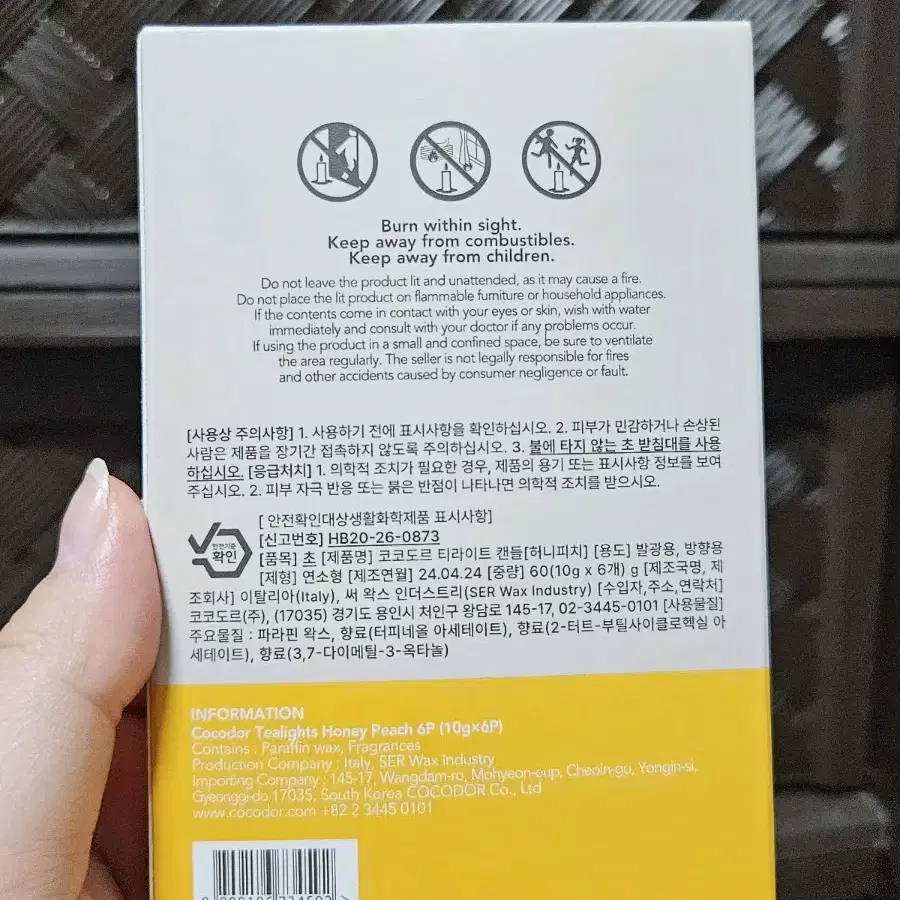 Burn within sight.
Keep away from combustibles.
Keep away from children.
Do not leave the product lit and unattended, as it may cause a fire.
Do not place the lit product on flammable furniture or household appliances.
If the contents come in contact with your eyes or skin, wish with water
immediately and consult with your doctor if any problems occur.
If using the product in a small and confined space, be sure to ventilate
the area regularly. The seller is not legally responsible for fires
and other accidents caused by consumer negligence or fault.
[사용상 주의사항] 1. 사용하기 전에 표시사항을 확인하십시오. 2. 피부가 민감하거나 손상된
사람은 제품을 장기간 접촉하지 않도록 주의하십시오. 3. 불에 타지 않는 초 받침대를 사용
하십시오. [응급처치] 1. 의학적 조치가 필요한 경우, 제품의 용기 또는 표시사항 정보를 보여
주십시오. 2. 피부 자극 반응 또는 붉은 반점이 나타나면 의학적 조치를 받으시오.
안전기준
확인
[ 안전확인대상생활화학제품 표시사항]
[신고번호] HB20-26-0873
[품목] 초 [제품명] 코코도르 티라이트 캔들[허니피치] [용도] 발광용, 방향용
[제형] 연소형 [제조연월] 24.04.24 [중량] 60(10g x 6개) g [제조국명, 제
조회사] 이탈리아(Italy), 써 왁스 인더스트리(SER Wax Industry) [수입자,주소,연락처]
코코도르(주), (17035) 경기도 용인시 처인구 왕담로 145-17, 02-3445-0101 [사용물질]
주요물질 : 파라핀 왁스, 향료(터피네올 아세테이트), 향료(2-터트-부틸사이클로헥실 아
세테이트), 향료(3,7-다이메틸-3-옥타놀)
INFORMATION
Cocodor Tealights Honey Peach 6P (10g×6P)
Contains : Paraffin wax, Fragrances
Production Company : Italy, SER Wax Industry
Importing Company : 145-17, Wangdam-ro, Mohyeon-eup, Cheoin-gu, Yongin-si,
Gyeonggi-do 17035, South Korea COCODOR Co., Ltd
www.cocodor.com +82 2 3445 0101